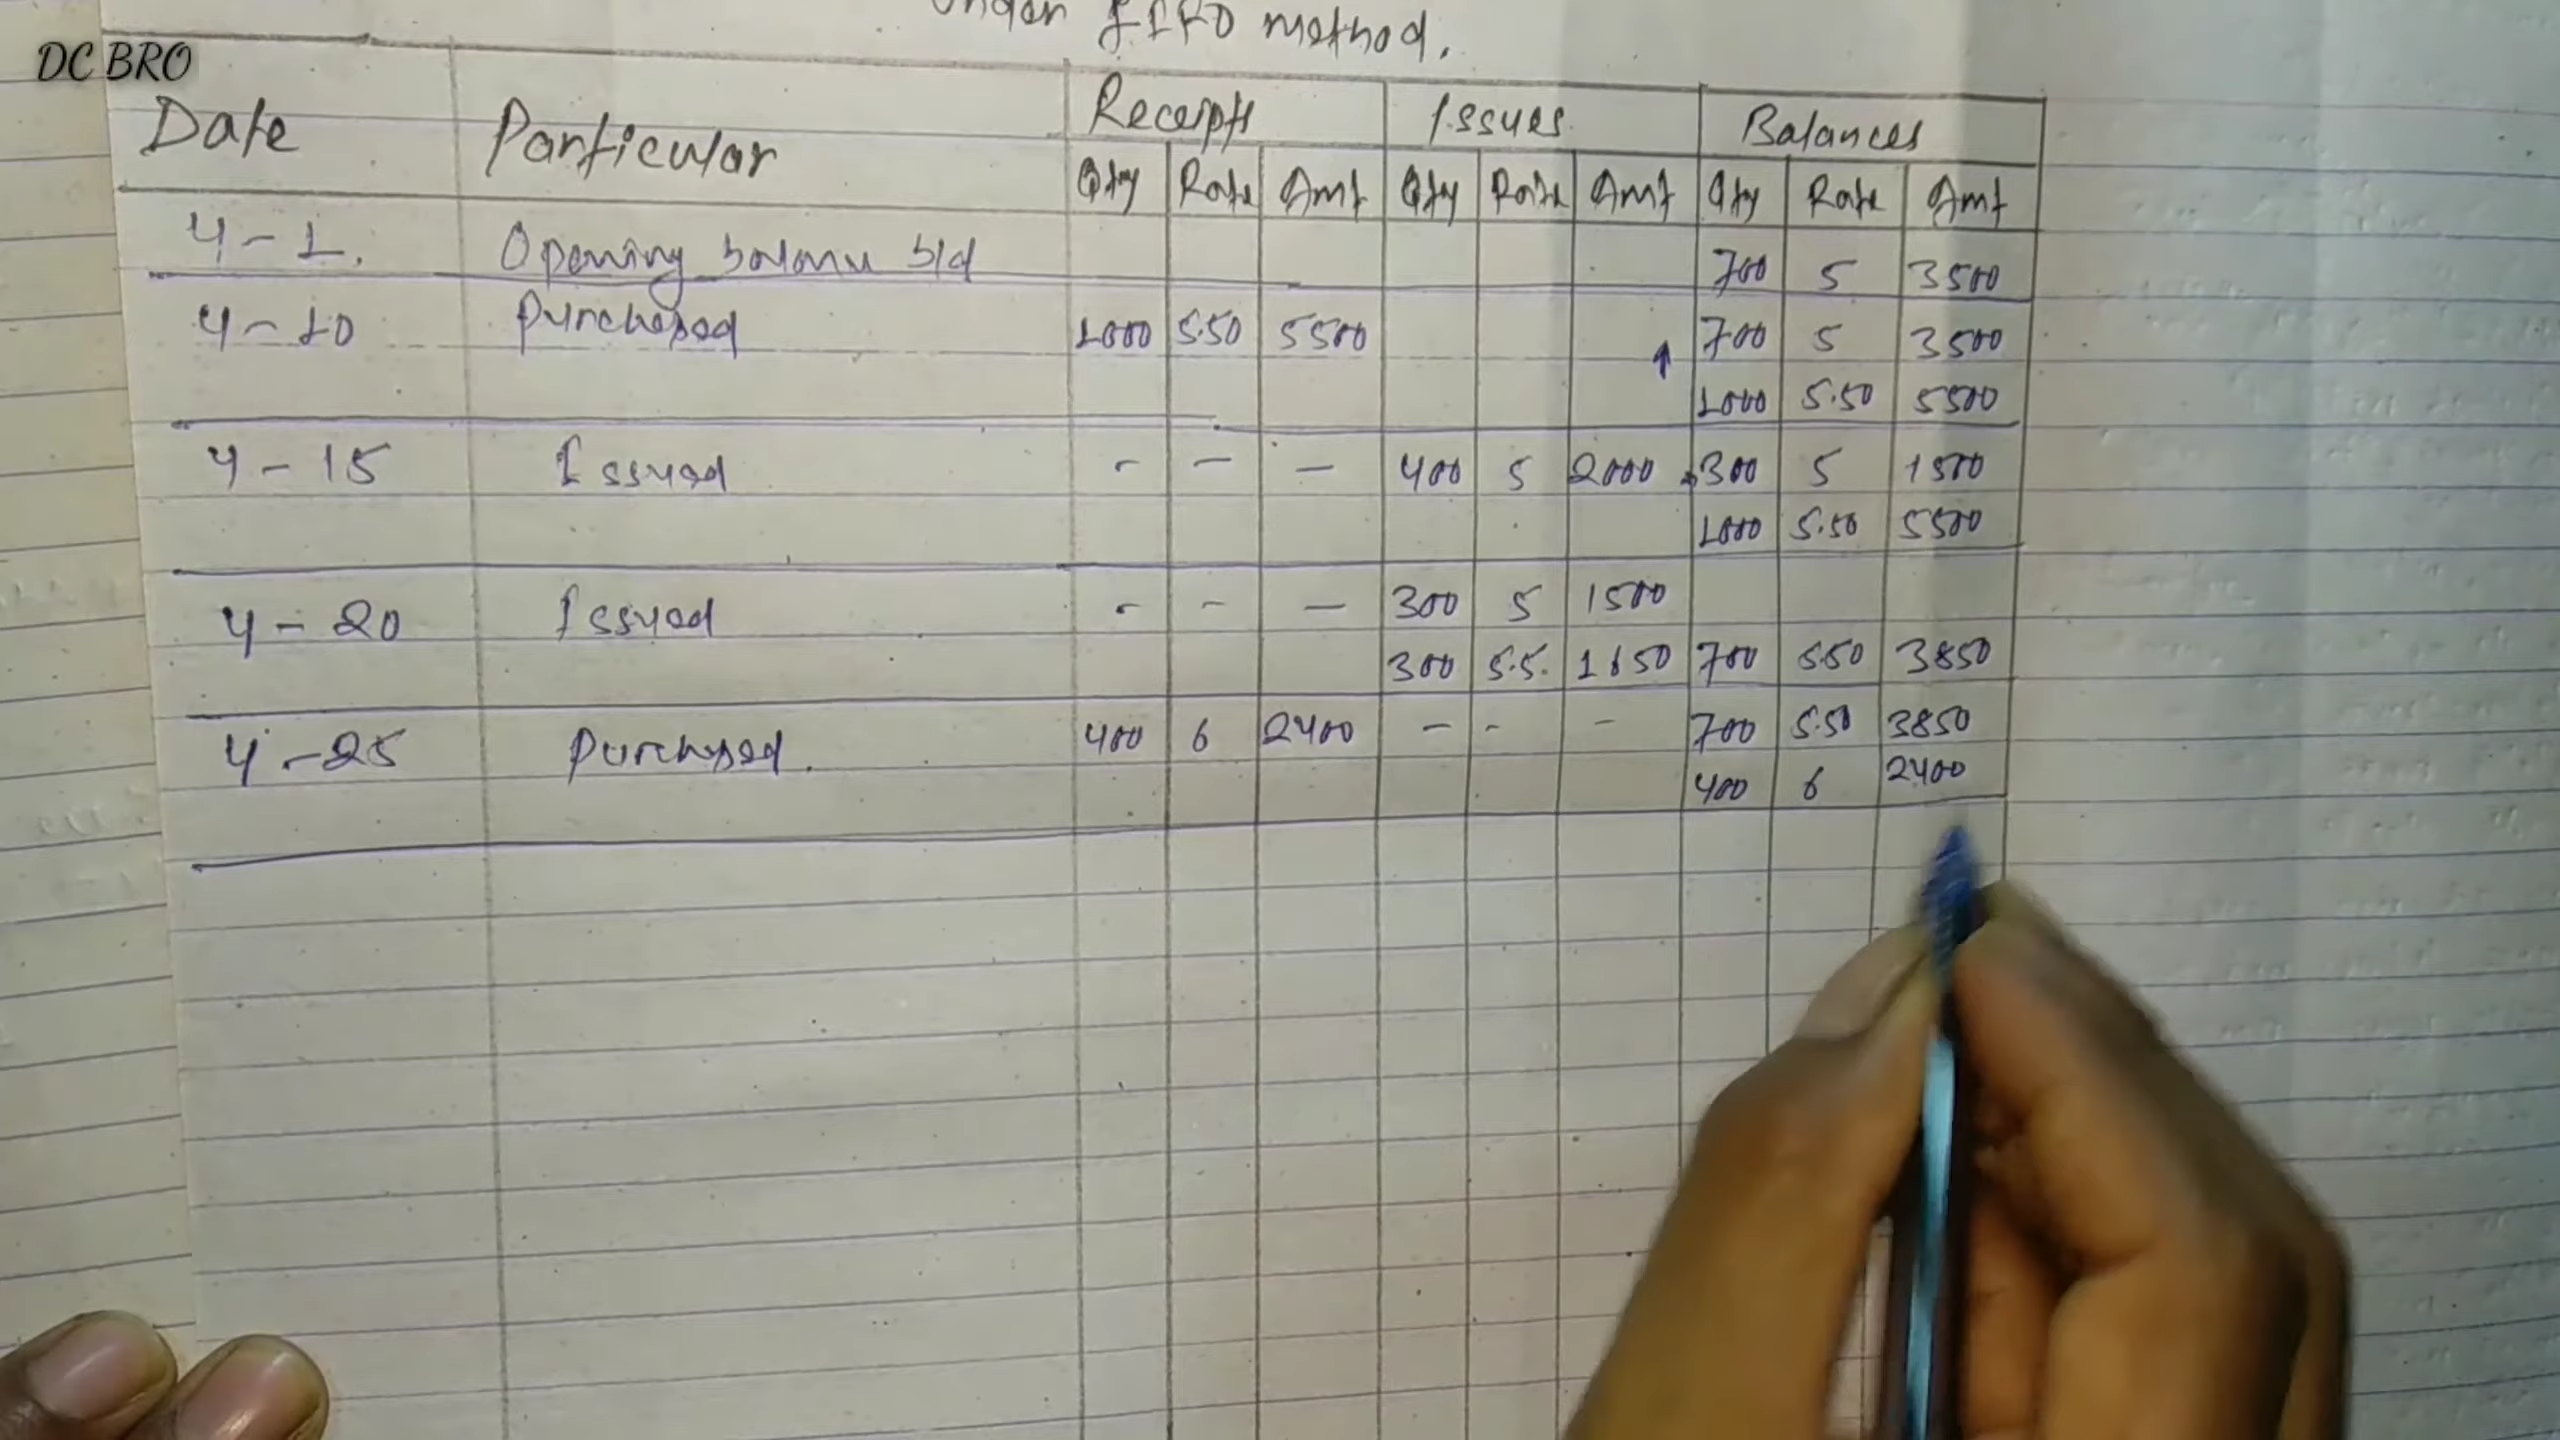 Under FIFO method.
DC BRO
Date Particular Receipts Issues Balances
Qty Rate Amt Qty Rate Amt Qty Rate Amt
4-1. Opening balance b/d 700 5 3500
4-10 Purchased 1000 5.50 5500 700 5 3500
1000 5.50 5500
4-15 Issued - - - 400 5 2000 300 5 1500
1000 5.50 5500
4-20 Issued - - - 300 5 1500
300 5.5. 1650 700 5.50 3850
4-25 Purchased. 400 6 2400 - - - 700 5.50 3850
400 6 2400